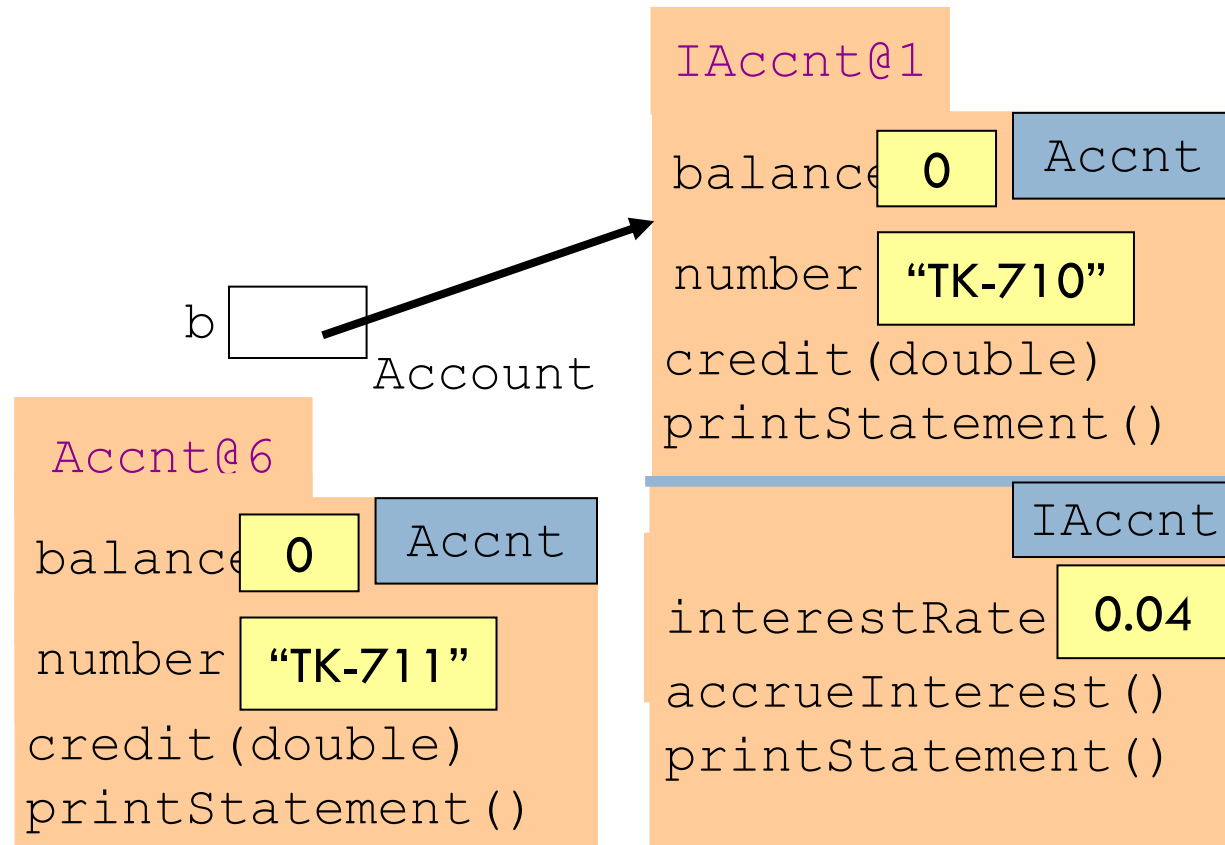 IAccnt@1
Accnt
balance 0
number “TK-710”
credit(double)
printStatement()
IAccnt
interestRate 0.04
accrueInterest()
printStatement()
b
Account
Accnt@6
Accnt
balance 0
number “TK-711”
credit(double)
printStatement()